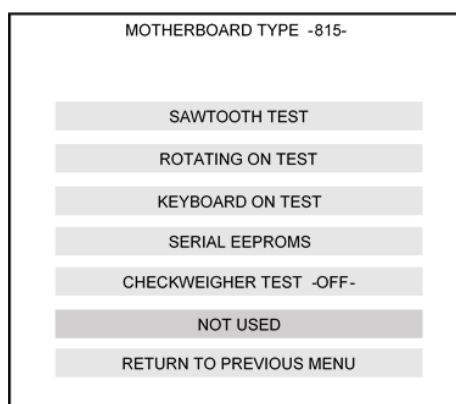 MOTHERBOARD TYPE -815-
SAWTOOTH TEST
ROTATING ON TEST
KEYBOARD ON TEST
SERIAL EEPROMS
CHECKWEIGHER TEST -OFF-
NOT USED
RETURN TO PREVIOUS MENU